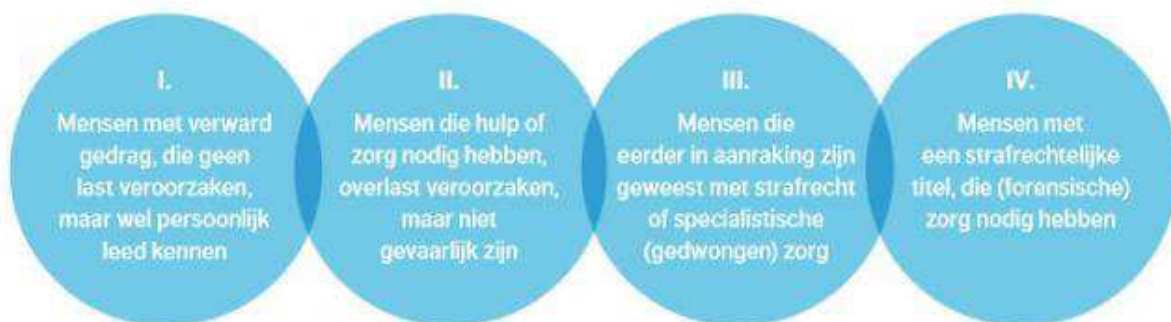 I.
Mensen met verward
gedrag, die geen
last veroorzaken,
maar wel persoonlijk
leed kennen
II.
Mensen die hulp of
zorg nodig hebben,
overlast veroorzaken,
maar niet
gevaarlijk zijn
III.
Mensen die
eerder in aanraking zijn
geweest met strafrecht
of specialistische
(gedwongen) zorg
IV.
Mensen met
een strafrechtelijke
titel, die (forensische)
zorg nodig hebben